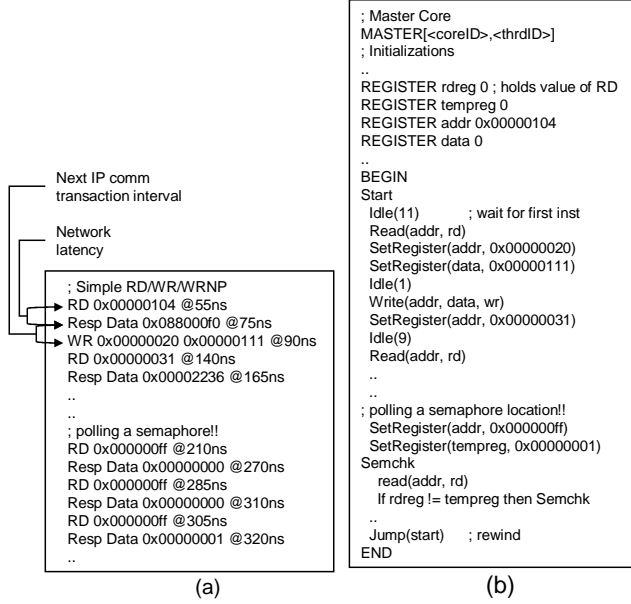 Next IP comm
transaction interval
Network
latency
; Simple RD/WR/WRNP
RD 0x00000104 @55ns
Resp Data 0x088000f0 @75ns
WR 0x00000020 0x00000111 @90ns
RD 0x00000031 @140ns
Resp Data 0x00002236 @165ns
..
..
; polling a semaphore!!
RD 0x000000ff @210ns
Resp Data 0x00000000 @270ns
RD 0x000000ff @285ns
Resp Data 0x00000000 @310ns
RD 0x000000ff @305ns
Resp Data 0x00000001 @320ns
..
(a)
; Master Core
MASTER[<coreID>,<thrdID>]
; Initializations
..
REGISTER rdreg 0 ; holds value of RD
REGISTER tempreg 0
REGISTER addr 0x00000104
REGISTER data 0
..
BEGIN
Start
Idle(11) ; wait for first inst
Read(addr, rd)
SetRegister(addr, 0x00000020)
SetRegister(data, 0x00000111)
Idle(1)
Write(addr, data, wr)
SetRegister(addr, 0x00000031)
Idle(9)
Read(addr, rd)
..
..
; polling a semaphore location!!
SetRegister(addr, 0x000000ff)
SetRegister(tempreg, 0x00000001)
Semchk
read(addr, rd)
If rdreg != tempreg then Semchk
..
Jump(start) ; rewind
END
(b)